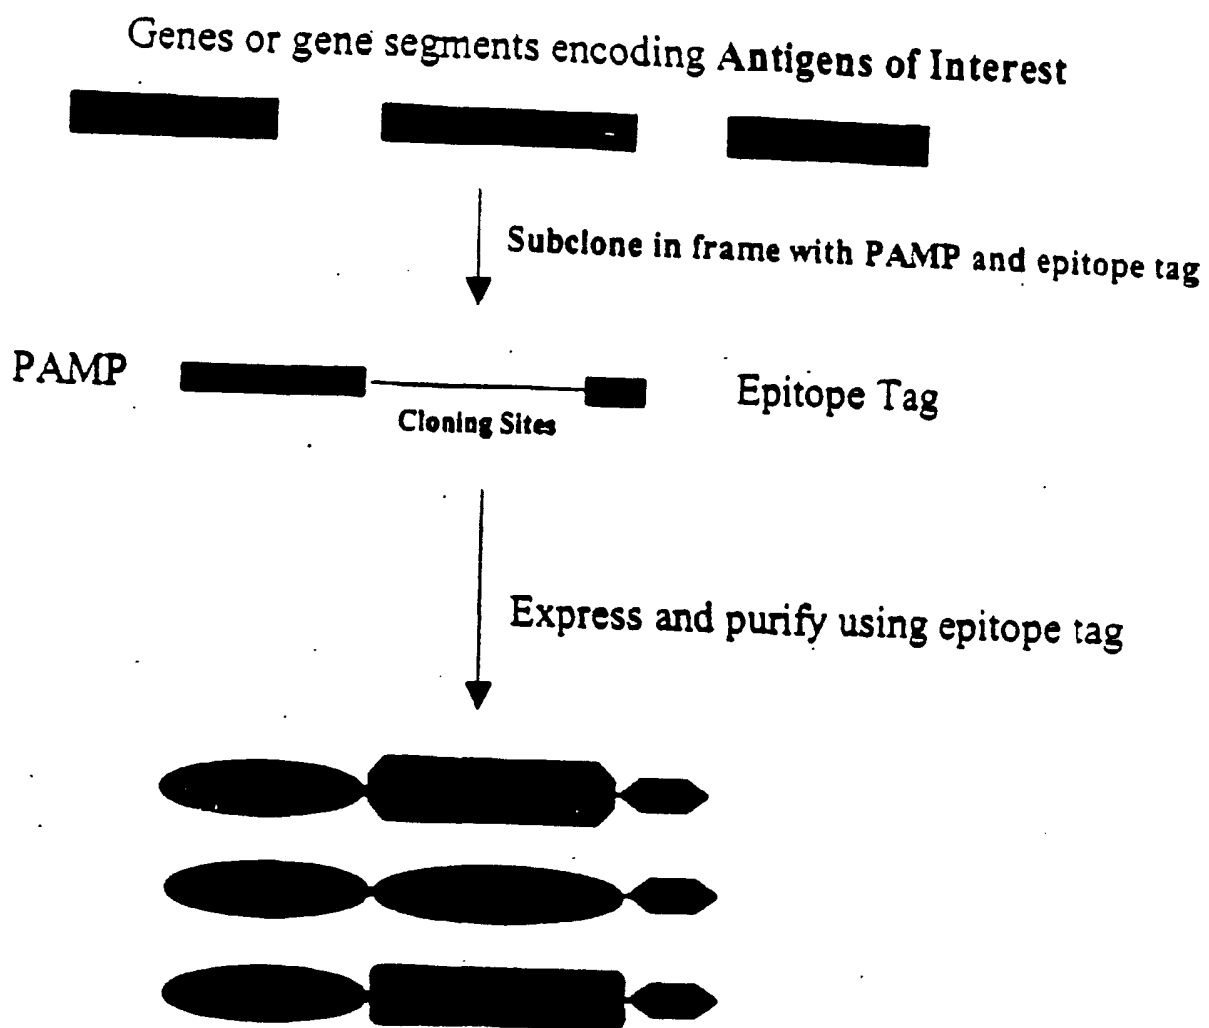 Genes or gene segments encoding Antigens of Interest
Subclone in frame with PAMP and epitope tag
PAMP
Epitope Tag
Cloning Sites
Express and purify using epitope tag